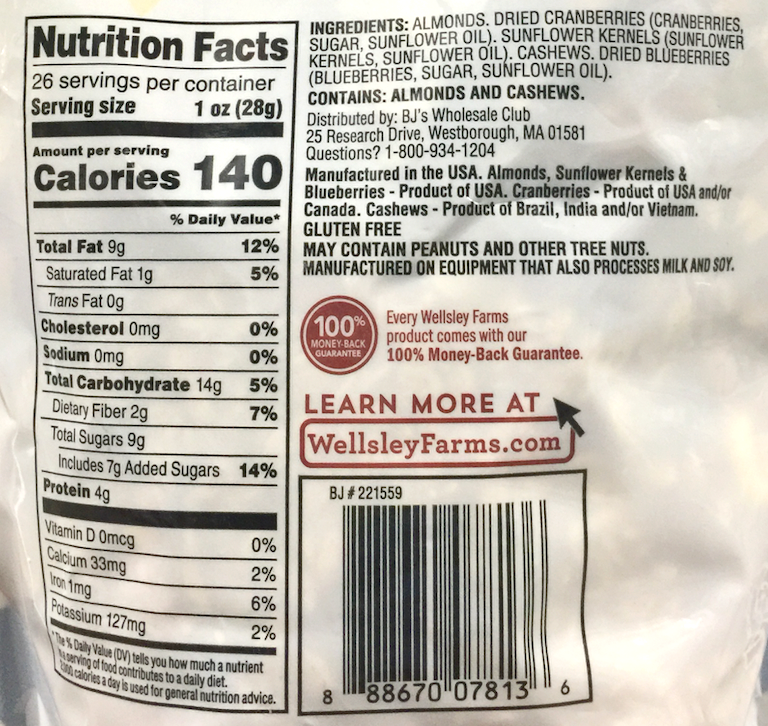 Nutrition Facts
26 servings per container
Serving size 1 oz (28g)
Amount per serving
Calories 140
% Daily Value*
Total Fat 9g 12%
Saturated Fat 1g 5%
Trans Fat 0g
Cholesterol 0mg 0%
Sodium 0mg 0%
Total Carbohydrate 14g 5%
Dietary Fiber 2g 7%
Total Sugars 9g
Includes 7g Added Sugars 14%
Protein 4g
Vitamin D 0mcg 0%
Calcium 33mg 2%
Iron 1mg 6%
Potassium 127mg 2%
*The % Daily Value (DV) tells you how much a nutrient
in a serving of food contributes to a daily diet.
2,000 calories a day is used for general nutrition advice.
INGREDIENTS: ALMONDS. DRIED CRANBERRIES (CRANBERRIES,
SUGAR, SUNFLOWER OIL). SUNFLOWER KERNELS (SUNFLOWER
KERNELS, SUNFLOWER OIL). CASHEWS. DRIED BLUEBERRIES
(BLUEBERRIES, SUGAR, SUNFLOWER OIL).
CONTAINS: ALMONDS AND CASHEWS.
Distributed by: BJ's Wholesale Club
25 Research Drive, Westborough, MA 01581
Questions? 1-800-934-1204
Manufactured in the USA. Almonds, Sunflower Kernels &
Blueberries - Product of USA. Cranberries - Product of USA and/or
Canada. Cashews - Product of Brazil, India and/or Vietnam.
GLUTEN FREE
MAY CONTAIN PEANUTS AND OTHER TREE NUTS.
MANUFACTURED ON EQUIPMENT THAT ALSO PROCESSES MILK AND SOY.
100%
MONEY-BACK
GUARANTEE
Every Wellsley Farms
product comes with our
100% Money-Back Guarantee.
LEARN MORE AT
WellsleyFarms.com
BJ # 221559
8 88670 07813 6